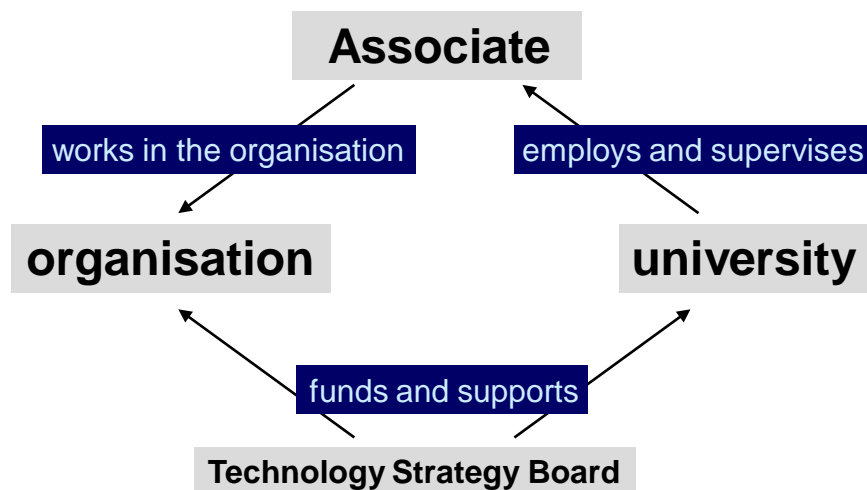 Associate
works in the organisation
employs and supervises
organisation
university
funds and supports
Technology Strategy Board